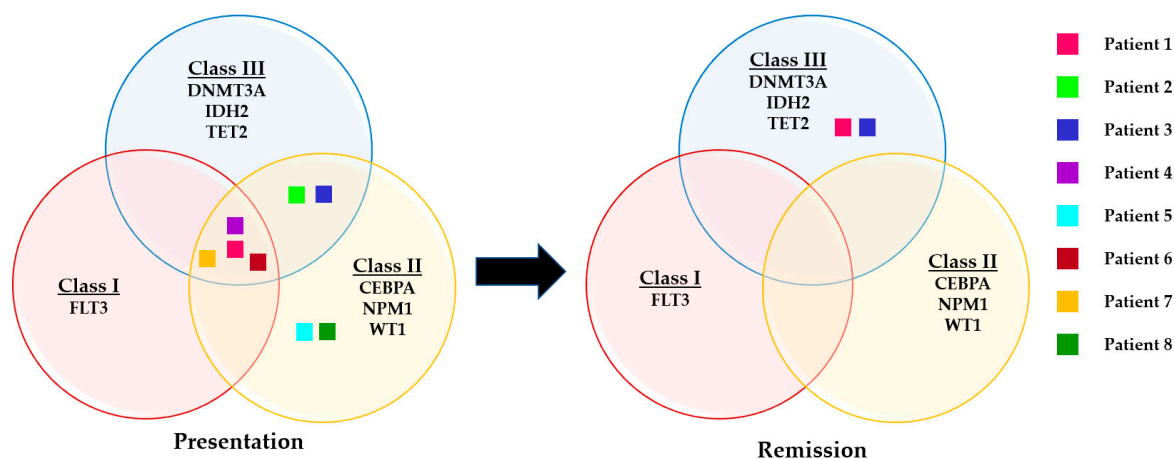 Class III
DNMT3A
IDH2
TET2
Class I
FLT3
Class II
CEBPA
NPM1
WT1
Presentation
Class III
DNMT3A
IDH2
TET2
Class I
FLT3
Class II
CEBPA
NPM1
WT1
Remission
Patient 1
Patient 2
Patient 3
Patient 4
Patient 5
Patient 6
Patient 7
Patient 8